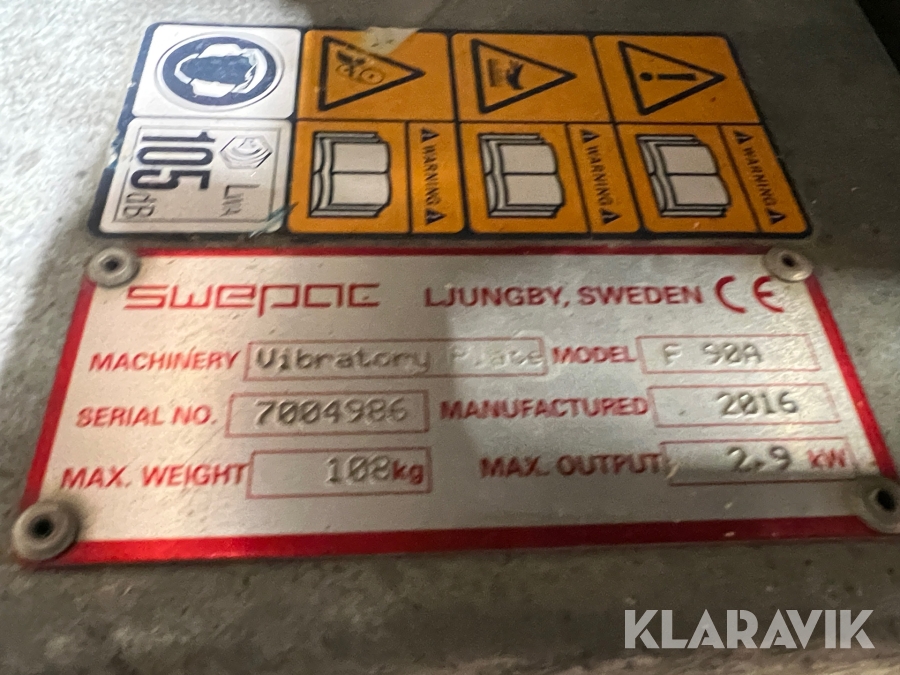 105 dB LWA
⚠ WARNING ⚠
⚠ WARNING ⚠
⚠ WARNING ⚠
swepac LJUNGBY, SWEDEN CE
MACHINERY Vibratory Plate MODEL F 90A
SERIAL NO. 7004986 MANUFACTURED 2016
MAX. WEIGHT 108kg MAX. OUTPUT 2.9 kW
KLARAVIK